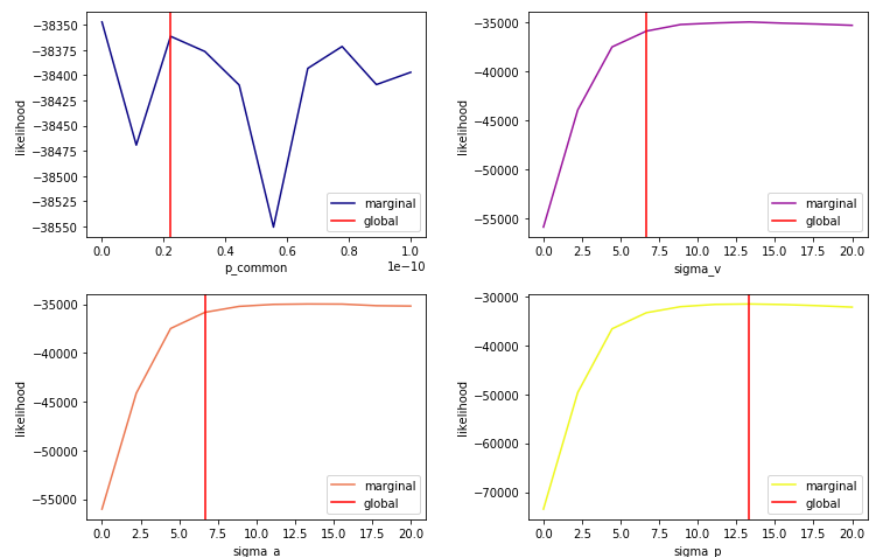 −38350
−38375
−38400
−38425
−38450
−38475
−38500
−38525
−38550
likelihood
0.0 0.2 0.4 0.6 0.8 1.0
1e−10
p_common
marginal
global
−35000
−40000
−45000
−50000
−55000
likelihood
0.0 2.5 5.0 7.5 10.0 12.5 15.0 17.5 20.0
sigma_v
marginal
global
−35000
−40000
−45000
−50000
−55000
likelihood
0.0 2.5 5.0 7.5 10.0 12.5 15.0 17.5 20.0
sigma_a
marginal
global
−30000
−40000
−50000
−60000
−70000
likelihood
0.0 2.5 5.0 7.5 10.0 12.5 15.0 17.5 20.0
sigma_p
marginal
global